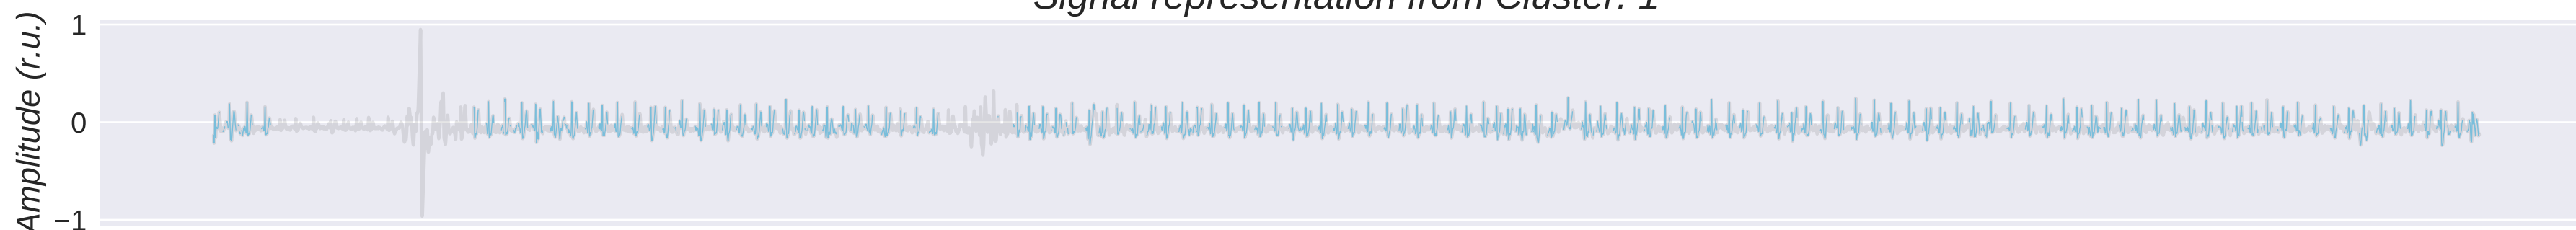 Signal representation from Cluster: 1
Amplitude (r.u.)
1
0
−1